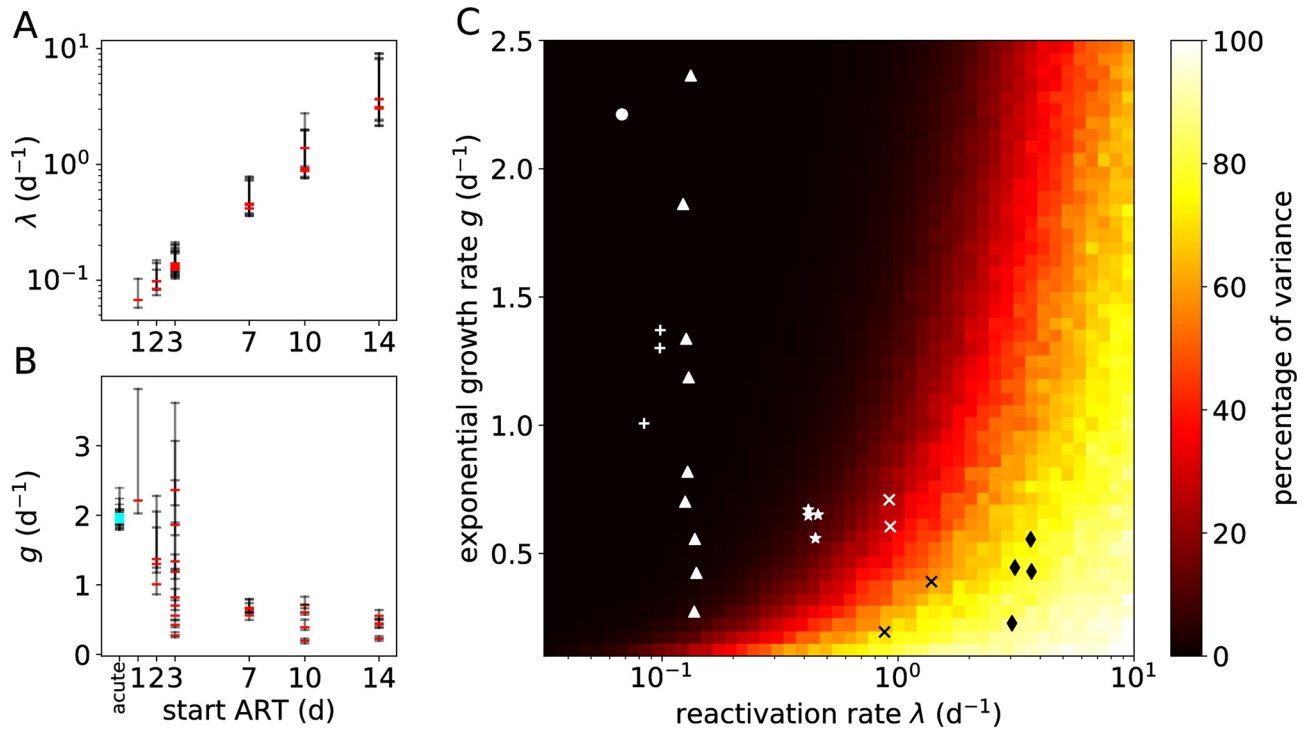 A
10¹
10⁰
10⁻¹
λ (d⁻¹)
1 2 3 7 10 14
B
3
2
1
0
g (d⁻¹)
acute 1 2 3 7 10 14
start ART (d)
C
2.5
2.0
1.5
1.0
0.5
exponential growth rate g (d⁻¹)
10⁻¹ 10⁰ 10¹
reactivation rate λ (d⁻¹)
100
80
60
40
20
0
percentage of variance